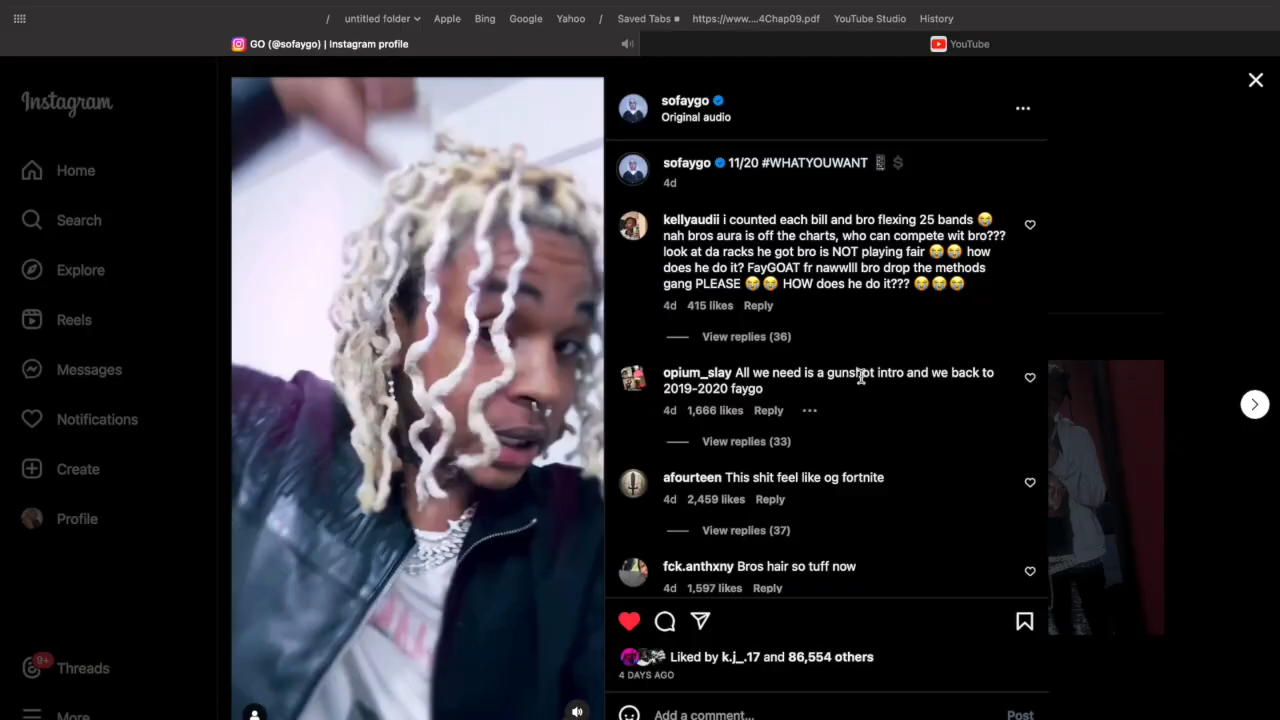 / untitled folder Apple Bing Google Yahoo / Saved Tabs https://www....4Chap09.pdf YouTube Studio History
GO (@sofaygo) | Instagram profile
YouTube
Instagram
Home
Search
Explore
Reels
Messages
Notifications
Create
Profile
9+
Threads
More
sofaygo
Original audio
sofaygo 11/20 #WHATYOUWANT
4d
kellyaudii i counted each bill and bro flexing 25 bands 😭
nah bros aura is off the charts, who can compete wit bro???
look at da racks he got bro is NOT playing fair 😭😭 how
does he do it? FayGOAT fr nawwlll bro drop the methods
gang PLEASE 😭😭 HOW does he do it??? 😭😭😭
4d 415 likes Reply
View replies (36)
opium_slay All we need is a gunshot intro and we back to
2019-2020 faygo
4d 1,666 likes Reply
View replies (33)
afourteen This shit feel like og fortnite
4d 2,459 likes Reply
View replies (37)
fck.anthxny Bros hair so tuff now
4d 1,597 likes Reply
Liked by k.j_.17 and 86,554 others
4 DAYS AGO
Add a comment...
Post